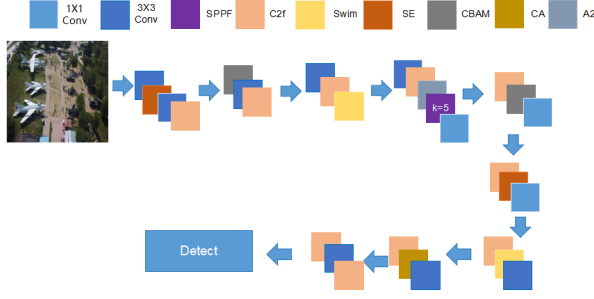 1X1 Conv
3X3 Conv
SPPF
C2f
Swim
SE
CBAM
CA
A2
k=5
Detect